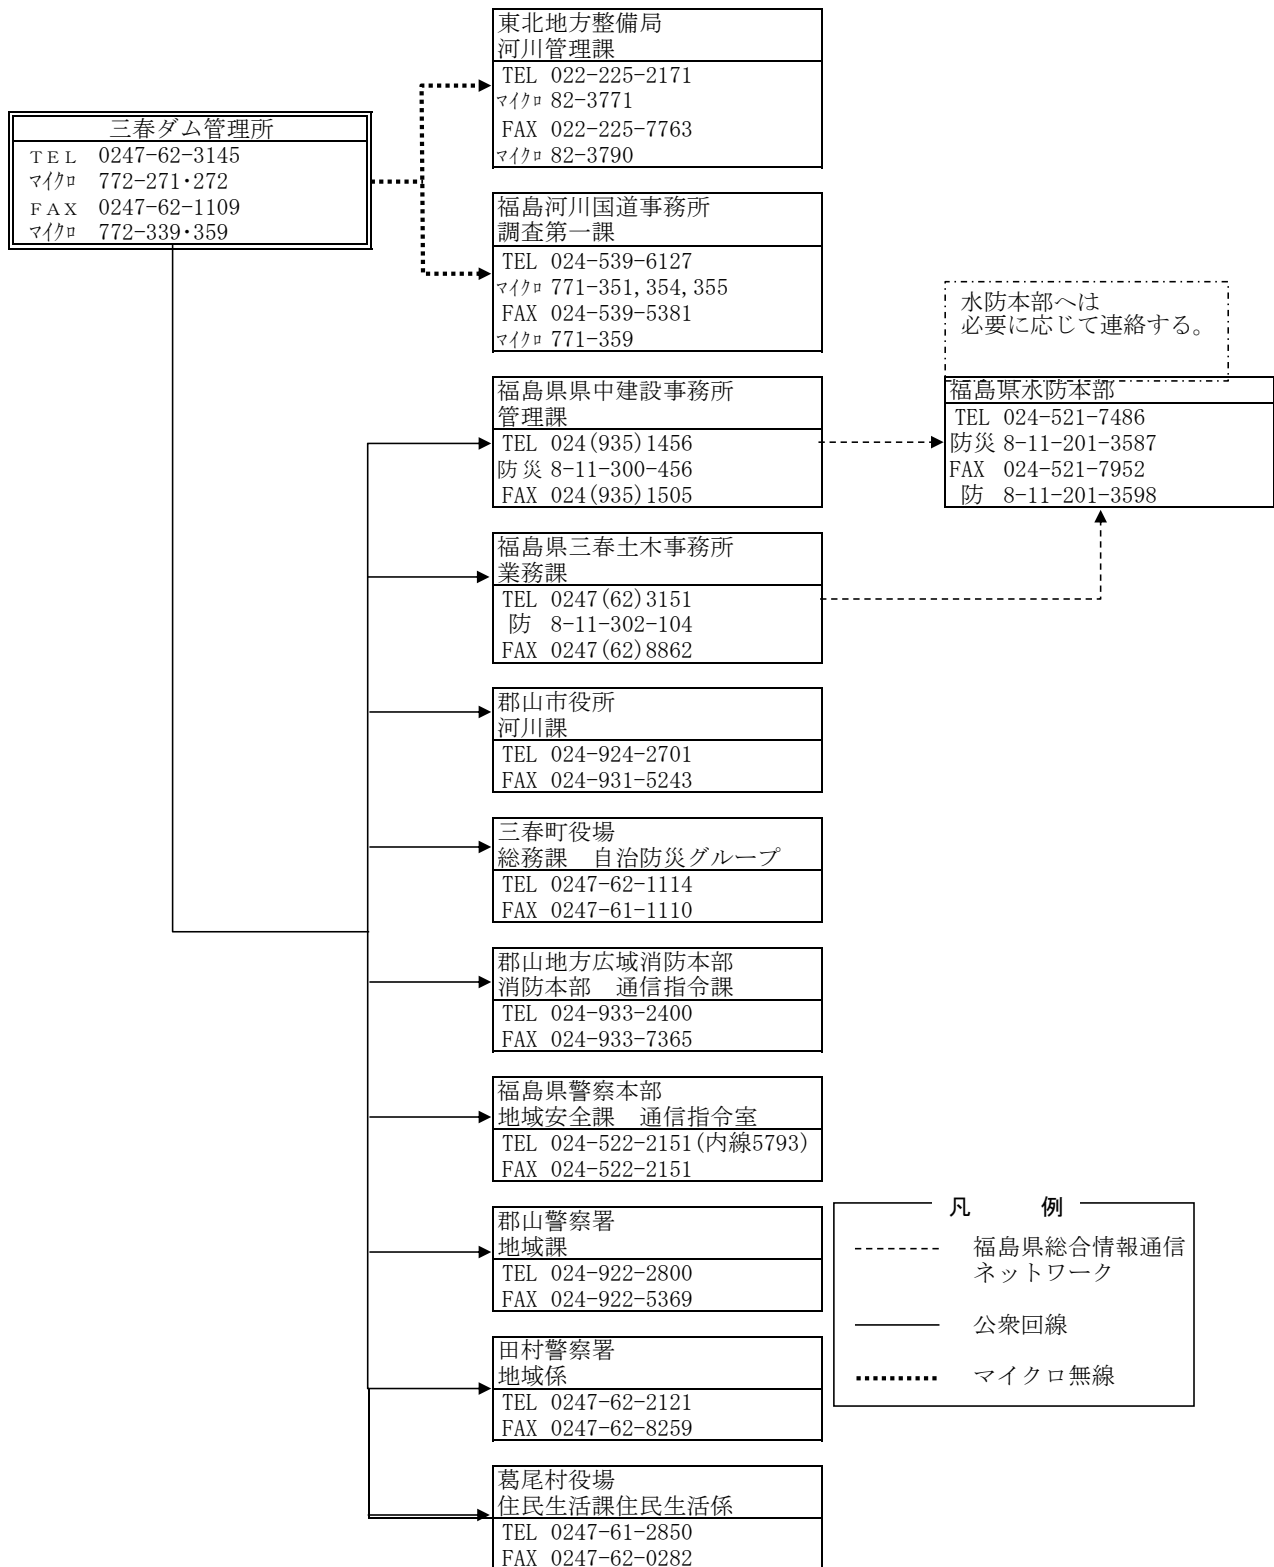 東北地方整備局
河川管理課
TEL 022-225-2171
マイクロ 82-3771
FAX 022-225-7763
マイクロ 82-3790
三春ダム管理所
TEL 0247-62-3145
マイクロ 772-271・272
FAX 0247-62-1109
マイクロ 772-339・359
福島河川国道事務所
調査第一課
TEL 024-539-6127
マイクロ 771-351,354,355
FAX 024-539-5381
マイクロ 771-359
水防本部へは
必要に応じて連絡する。
福島県県中建設事務所
管理課
TEL 024(935)1456
防災 8-11-300-456
FAX 024(935)1505
福島県水防本部
TEL 024-521-7486
防災 8-11-201-3587
FAX 024-521-7952
防 8-11-201-3598
福島県三春土木事務所
業務課
TEL 0247(62)3151
防 8-11-302-104
FAX 0247(62)8862
郡山市役所
河川課
TEL 024-924-2701
FAX 024-931-5243
三春町役場
総務課 自治防災グループ
TEL 0247-62-1114
FAX 0247-61-1110
郡山地方広域消防本部
消防本部 通信指令課
TEL 024-933-2400
FAX 024-933-7365
福島県警察本部
地域安全課 通信指令室
TEL 024-522-2151(内線5793)
FAX 024-522-2151
郡山警察署
地域課
TEL 024-922-2800
FAX 024-922-5369
田村警察署
地域係
TEL 0247-62-2121
FAX 0247-62-8259
葛尾村役場
住民生活課住民生活係
TEL 0247-61-2850
FAX 0247-62-0282
凡 例
福島県総合情報通信
ネットワーク
公衆回線
マイクロ無線